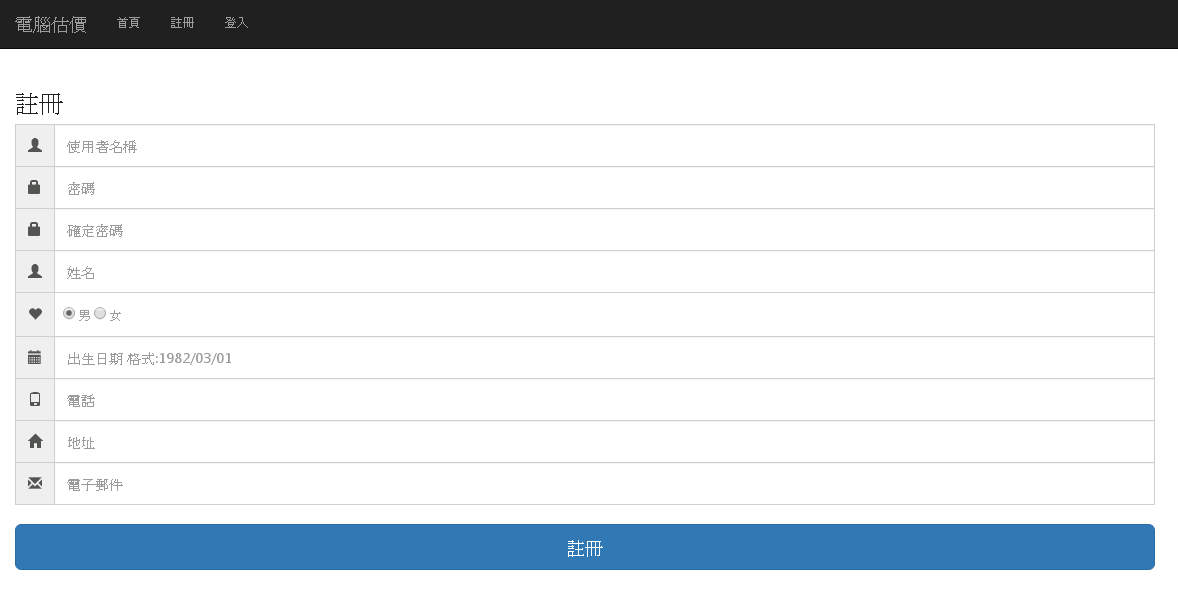 電腦估價 首頁 註冊 登入
註冊
使用者名稱
密碼
確定密碼
姓名
男 女
出生日期 格式:1982/03/01
電話
地址
電子郵件
註冊